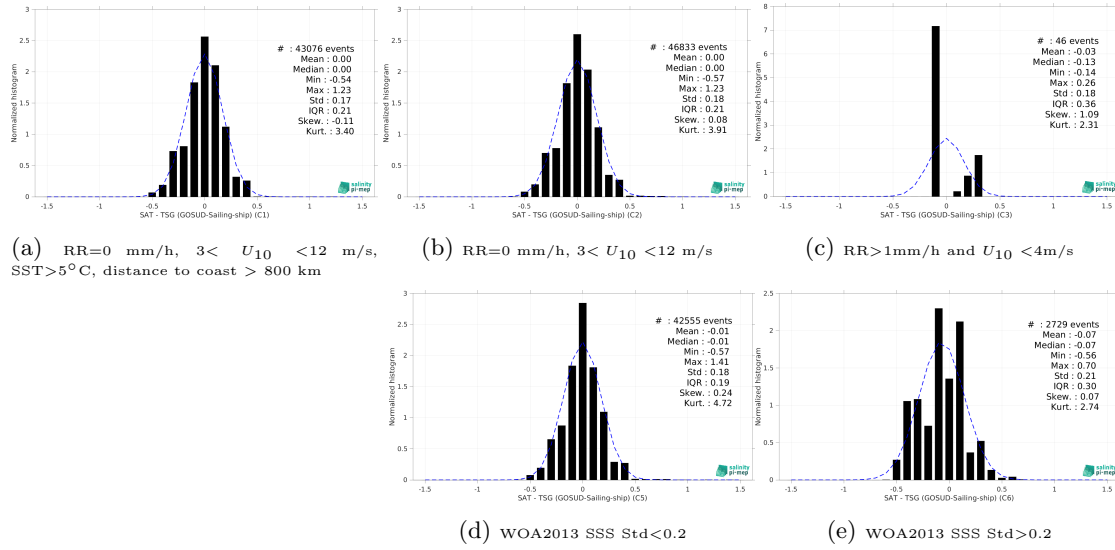 3
2.5
2
1.5
1
0.5
0
Normalized histogram
# : 43076 events
Mean : 0.00
Median : 0.00
Min : -0.54
Max : 1.23
Std : 0.17
IQR : 0.21
Skew. : -0.11
Kurt. : 3.40
salinity
pi-mep
-1.5 -1 -0.5 0 0.5 1 1.5
SAT - TSG (GOSUD-Sailing-ship) (C1)
(a) RR=0 mm/h, 3< U10 <12 m/s,
SST>5°C, distance to coast > 800 km
3
2.5
2
1.5
1
0.5
0
Normalized histogram
# : 46833 events
Mean : 0.00
Median : 0.00
Min : -0.57
Max : 1.23
Std : 0.18
IQR : 0.21
Skew. : 0.08
Kurt. : 3.91
salinity
pi-mep
-1.5 -1 -0.5 0 0.5 1 1.5
SAT - TSG (GOSUD-Sailing-ship) (C2)
(b) RR=0 mm/h, 3< U10 <12 m/s
8
7
6
5
4
3
2
1
0
Normalized histogram
# : 46 events
Mean : -0.03
Median : -0.13
Min : -0.14
Max : 0.26
Std : 0.18
IQR : 0.36
Skew. : 1.09
Kurt. : 2.31
salinity
pi-mep
-1.5 -1 -0.5 0 0.5 1 1.5
SAT - TSG (GOSUD-Sailing-ship) (C3)
(c) RR>1mm/h and U10 <4m/s
3
2.5
2
1.5
1
0.5
0
Normalized histogram
# : 42555 events
Mean : -0.01
Median : -0.01
Min : -0.57
Max : 1.41
Std : 0.18
IQR : 0.19
Skew. : 0.24
Kurt. : 4.72
salinity
pi-mep
-1.5 -1 -0.5 0 0.5 1 1.5
SAT - TSG (GOSUD-Sailing-ship) (C5)
(d) WOA2013 SSS Std<0.2
2.5
2
1.5
1
0.5
0
Normalized histogram
# : 2729 events
Mean : -0.07
Median : -0.07
Min : -0.56
Max : 0.70
Std : 0.21
IQR : 0.30
Skew. : 0.07
Kurt. : 2.74
salinity
pi-mep
-1.5 -1 -0.5 0 0.5 1 1.5
SAT - TSG (GOSUD-Sailing-ship) (C6)
(e) WOA2013 SSS Std>0.2